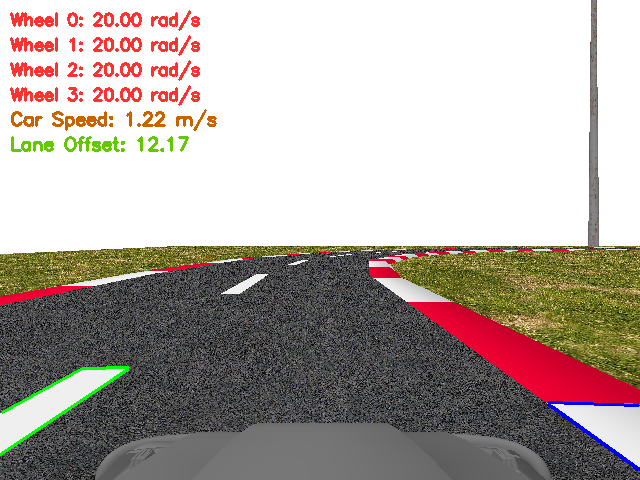 Wheel 0: 20.00 rad/s
Wheel 1: 20.00 rad/s
Wheel 2: 20.00 rad/s
Wheel 3: 20.00 rad/s
Car Speed: 1.22 m/s
Lane Offset: 12.17